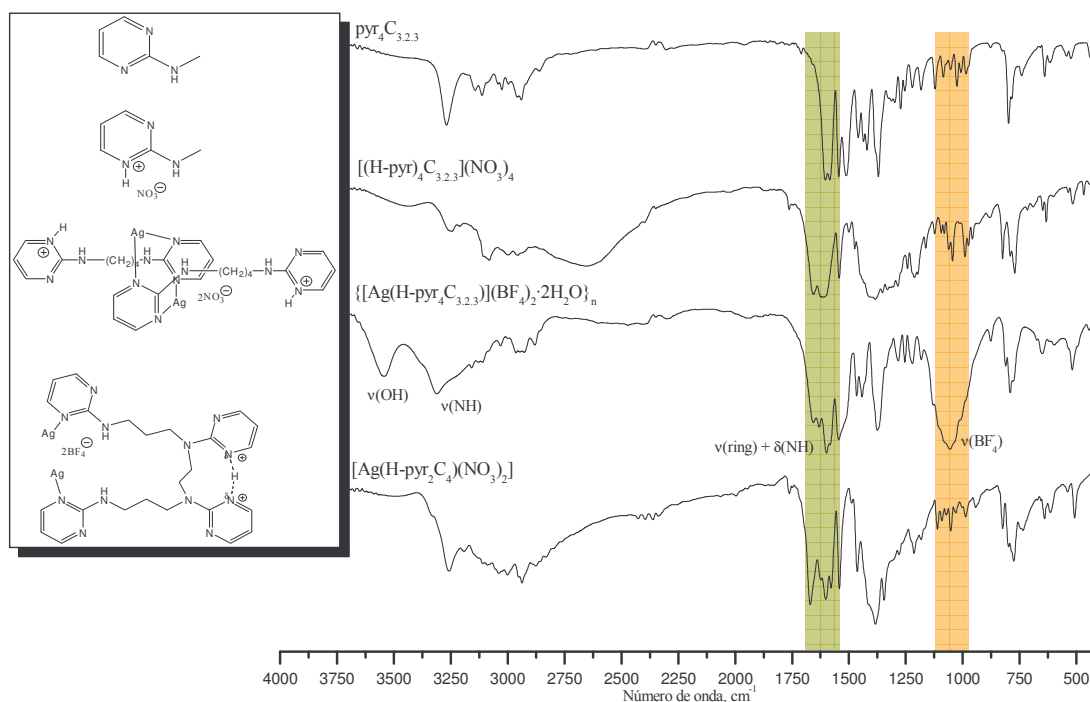 pyr₄C₃.₂.₃
[(H-pyr)₄C₃.₂.₃](NO₃)₄
{[Ag(H-pyr₄C₃.₂.₃)](BF₄)₂·2H₂O}ₙ
ν(OH)
ν(NH)
ν(ring) + δ(NH)
ν(BF₄)
[Ag(H-pyr₂C₄)(NO₃)₂]
N
N
N
H
N
N
H
⊕
N
H
NO₃⊖
H
N
⊕
N
H
N
(CH₂)₄
Ag
H
N
N
N
N
Ag
N
H
N
(CH₂)₄
H
N
N
N
H
⊕
2NO₃⊖
N
N
Ag
N
H
2BF₄⊖
N
N
N
δ
⊕
H
Ag
N
N
H
N
N
N
δ
⊕
N
4000 3750 3500 3250 3000 2750 2500 2250 2000 1750 1500 1250 1000 750 500
Número de onda, cm⁻¹